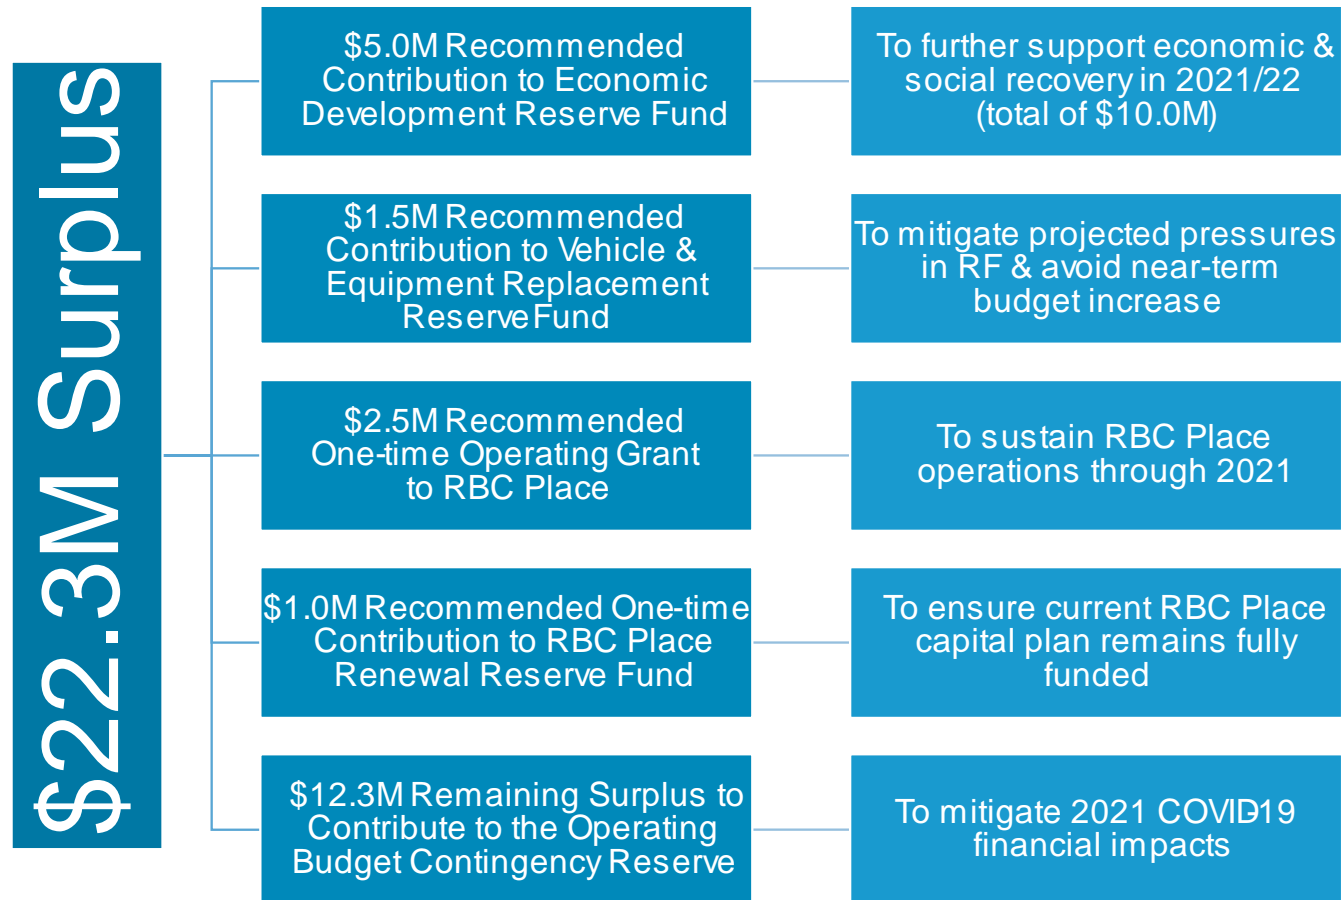 $22.3M Surplus
$5.0M Recommended
Contribution to Economic
Development Reserve Fund
To further support economic &
social recovery in 2021/22
(total of $10.0M)
$1.5M Recommended
Contribution to Vehicle &
Equipment Replacement
Reserve Fund
To mitigate projected pressures
in RF & avoid near-term
budget increase
$2.5M Recommended
One-time Operating Grant
to RBC Place
To sustain RBC Place
operations through 2021
$1.0M Recommended One-time
Contribution to RBC Place
Renewal Reserve Fund
To ensure current RBC Place
capital plan remains fully
funded
$12.3M Remaining Surplus to
Contribute to the Operating
Budget Contingency Reserve
To mitigate 2021 COVID-19
financial impacts